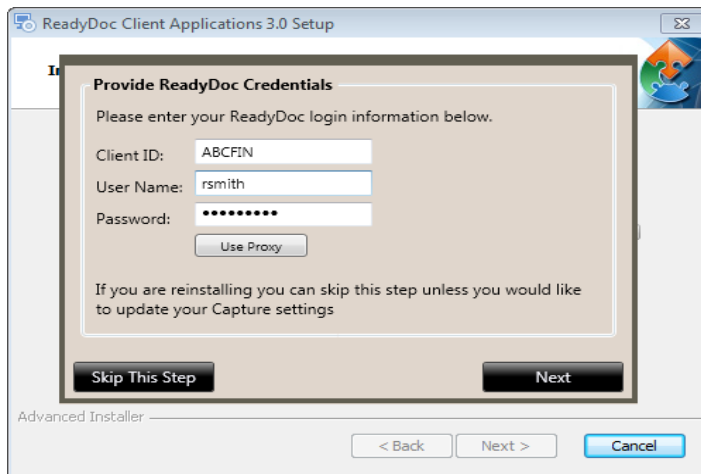 ReadyDoc Client Applications 3.0 Setup
Provide ReadyDoc Credentials
Please enter your ReadyDoc login information below.
Client ID: ABCFIN
User Name: rsmith
Password: •••••••••
Use Proxy
If you are reinstalling you can skip this step unless you would like
to update your Capture settings
Skip This Step Next
Advanced Installer
< Back Next > Cancel